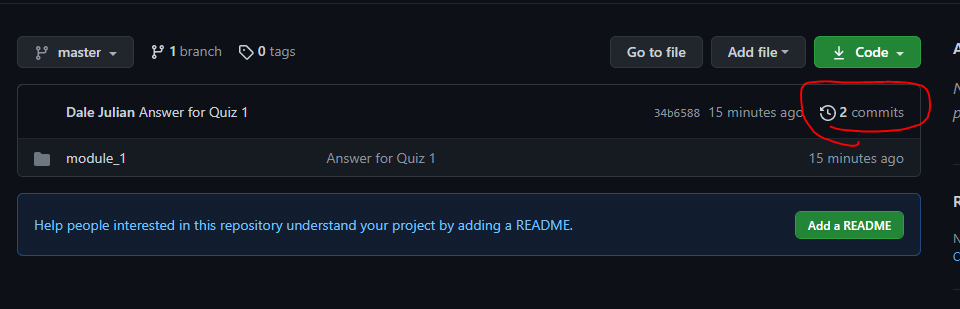 master 1 branch 0 tags Go to file Add file Code
Dale Julian Answer for Quiz 1 34b6588 15 minutes ago 2 commits
module_1 Answer for Quiz 1 15 minutes ago
Help people interested in this repository understand your project by adding a README. Add a README